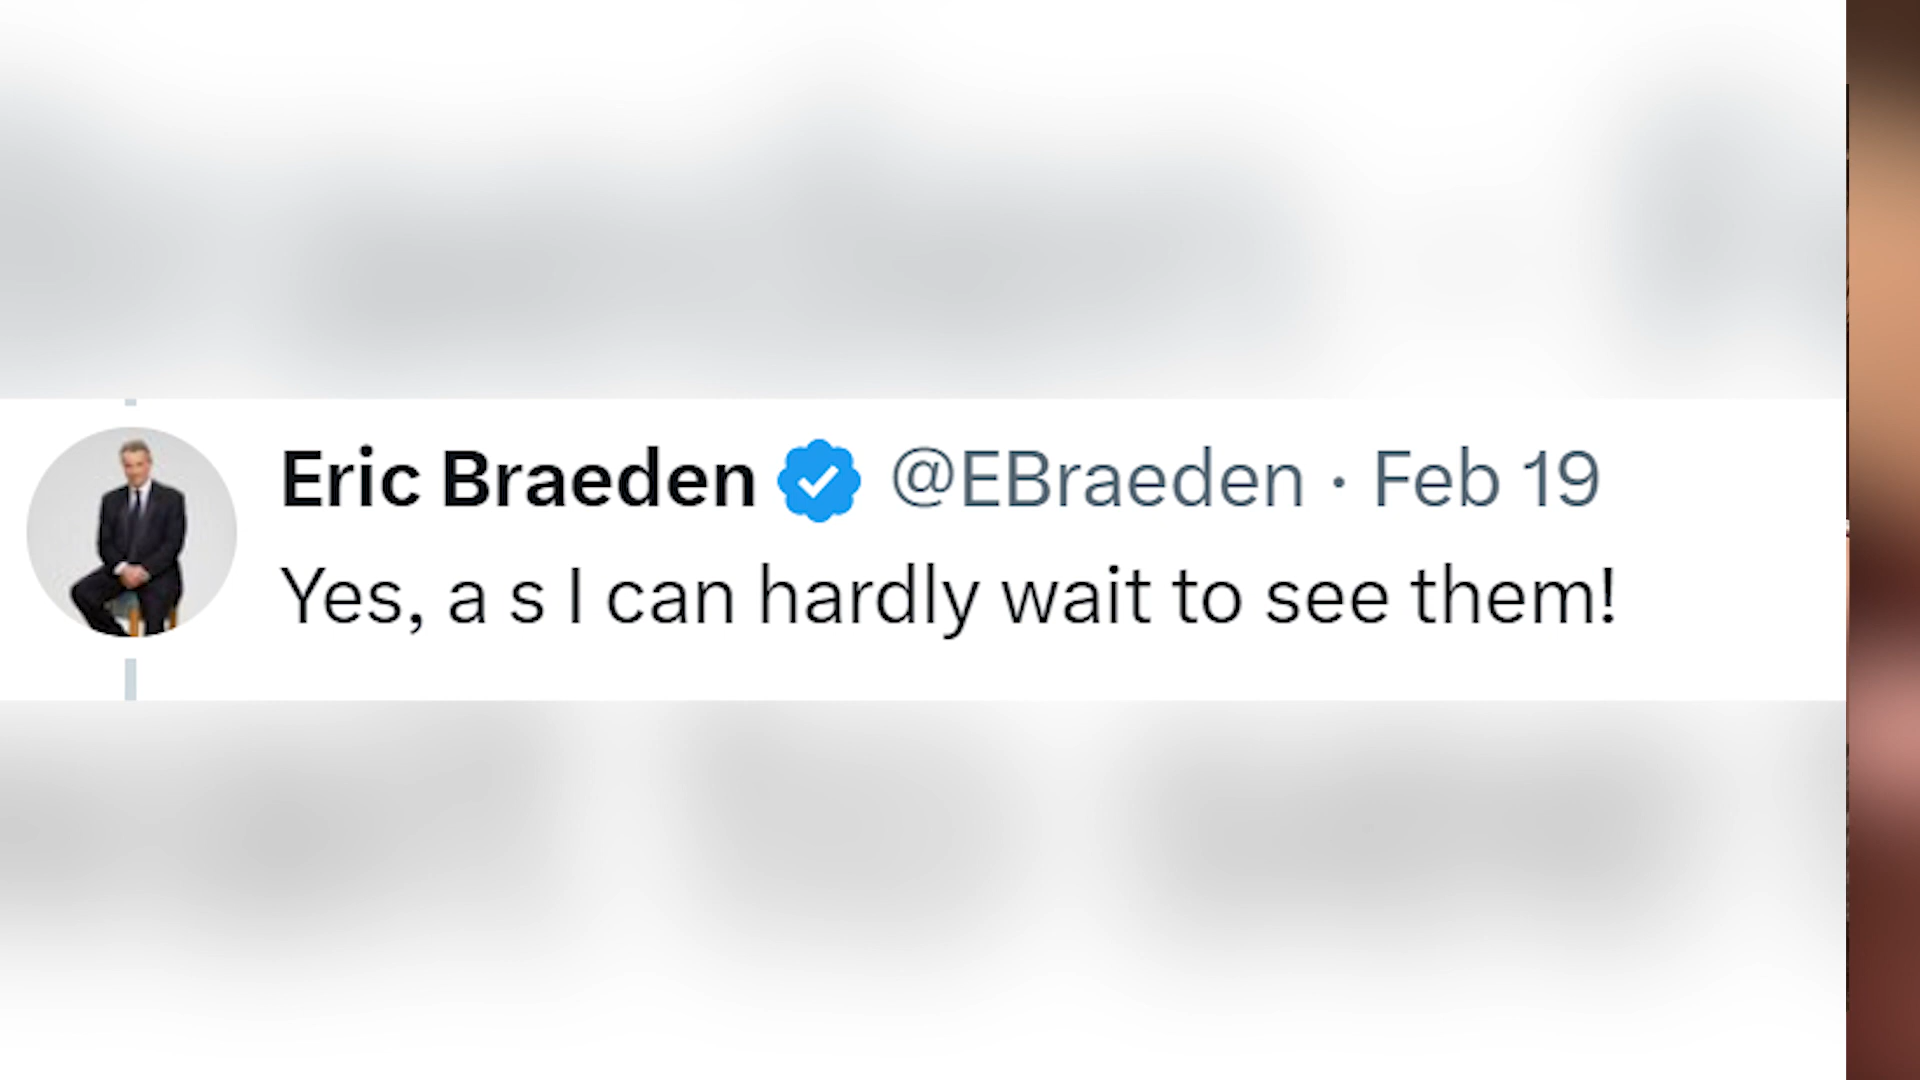 Eric Braeden @EBraeden · Feb 19
Yes, a s I can hardly wait to see them!